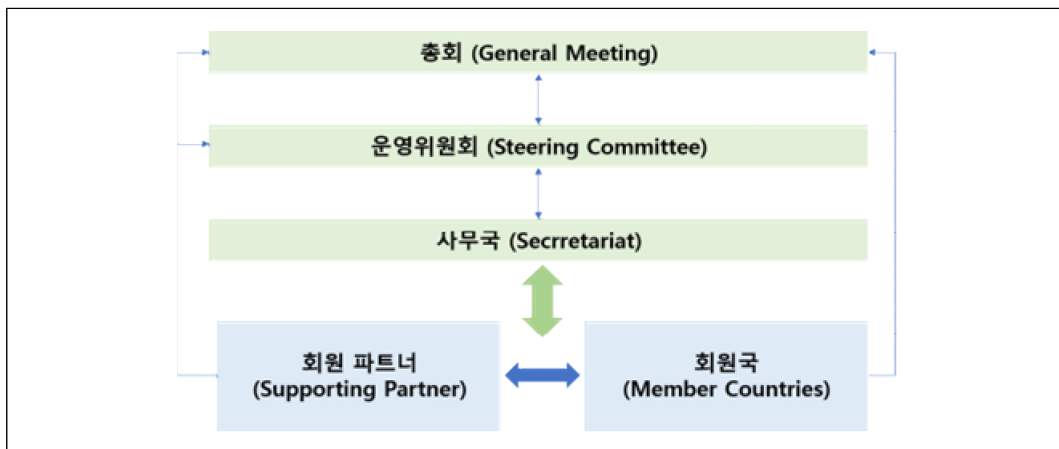 총회 (General Meeting)
운영위원회 (Steering Committee)
사무국 (Secrretariat)
회원 파트너
(Supporting Partner)
회원국
(Member Countries)